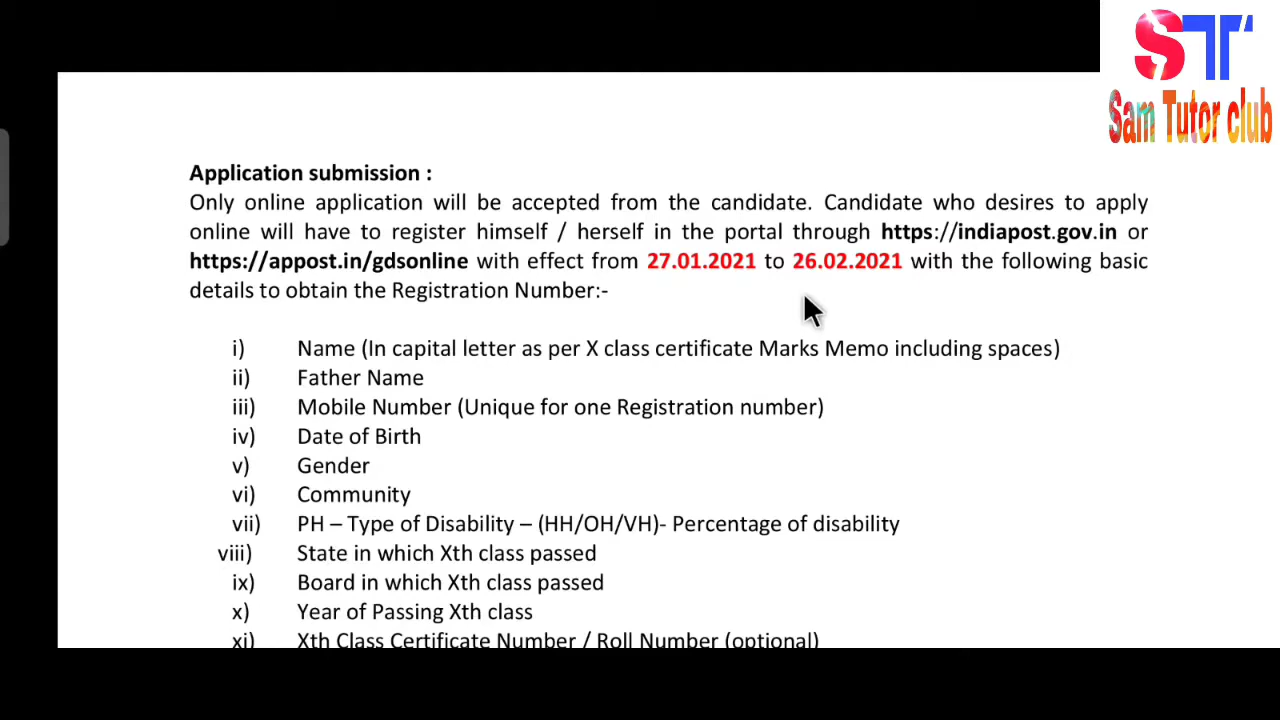 ST
Sam Tutor club
Application submission :
Only online application will be accepted from the candidate. Candidate who desires to apply
online will have to register himself / herself in the portal through https://indiapost.gov.in or
https://appost.in/gdsonline with effect from 27.01.2021 to 26.02.2021 with the following basic
details to obtain the Registration Number:-
i) Name (In capital letter as per X class certificate Marks Memo including spaces)
ii) Father Name
iii) Mobile Number (Unique for one Registration number)
iv) Date of Birth
v) Gender
vi) Community
vii) PH – Type of Disability – (HH/OH/VH)- Percentage of disability
viii) State in which Xth class passed
ix) Board in which Xth class passed
x) Year of Passing Xth class
xi) Xth Class Certificate Number / Roll Number (optional)